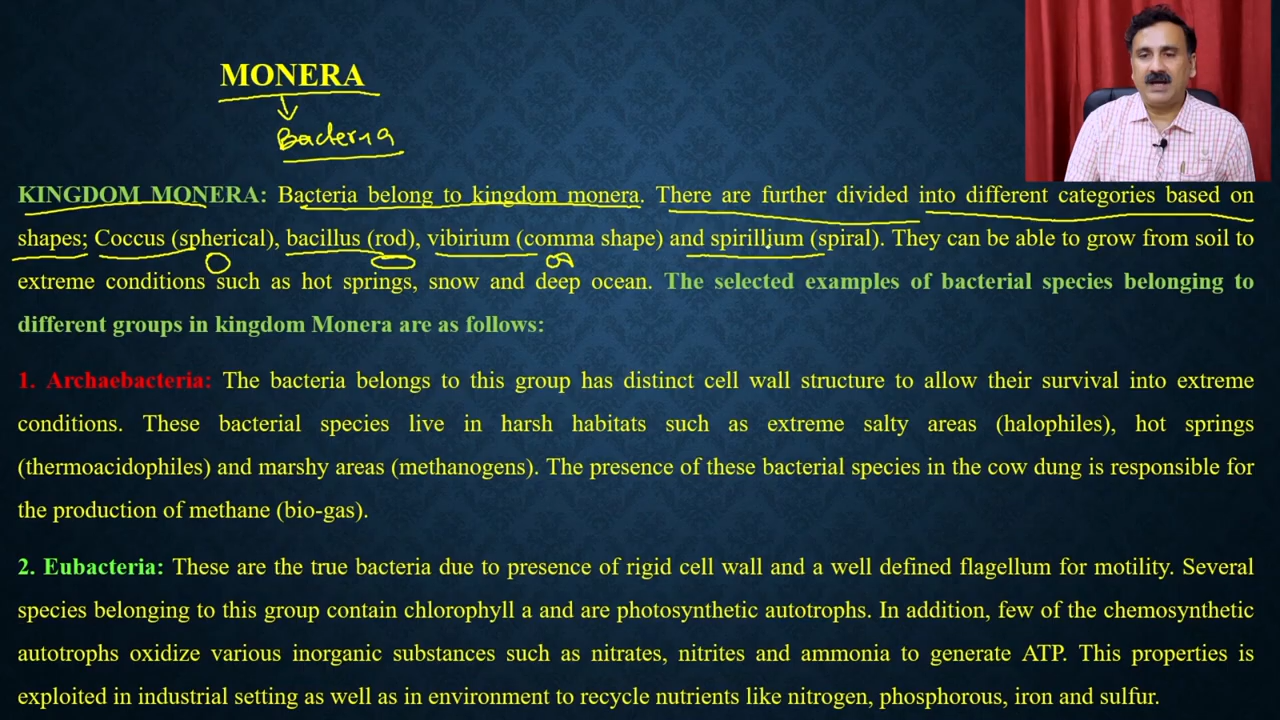 MONERA
Bacteria
KINGDOM MONERA: Bacteria belong to kingdom monera. There are further divided into different categories based on
shapes; Coccus (spherical), bacillus (rod), vibirium (comma shape) and spirillium (spiral). They can be able to grow from soil to
extreme conditions such as hot springs, snow and deep ocean. The selected examples of bacterial species belonging to
different groups in kingdom Monera are as follows:
1. Archaebacteria: The bacteria belongs to this group has distinct cell wall structure to allow their survival into extreme
conditions. These bacterial species live in harsh habitats such as extreme salty areas (halophiles), hot springs
(thermoacidophiles) and marshy areas (methanogens). The presence of these bacterial species in the cow dung is responsible for
the production of methane (bio-gas).
2. Eubacteria: These are the true bacteria due to presence of rigid cell wall and a well defined flagellum for motility. Several
species belonging to this group contain chlorophyll a and are photosynthetic autotrophs. In addition, few of the chemosynthetic
autotrophs oxidize various inorganic substances such as nitrates, nitrites and ammonia to generate ATP. This properties is
exploited in industrial setting as well as in environment to recycle nutrients like nitrogen, phosphorous, iron and sulfur.